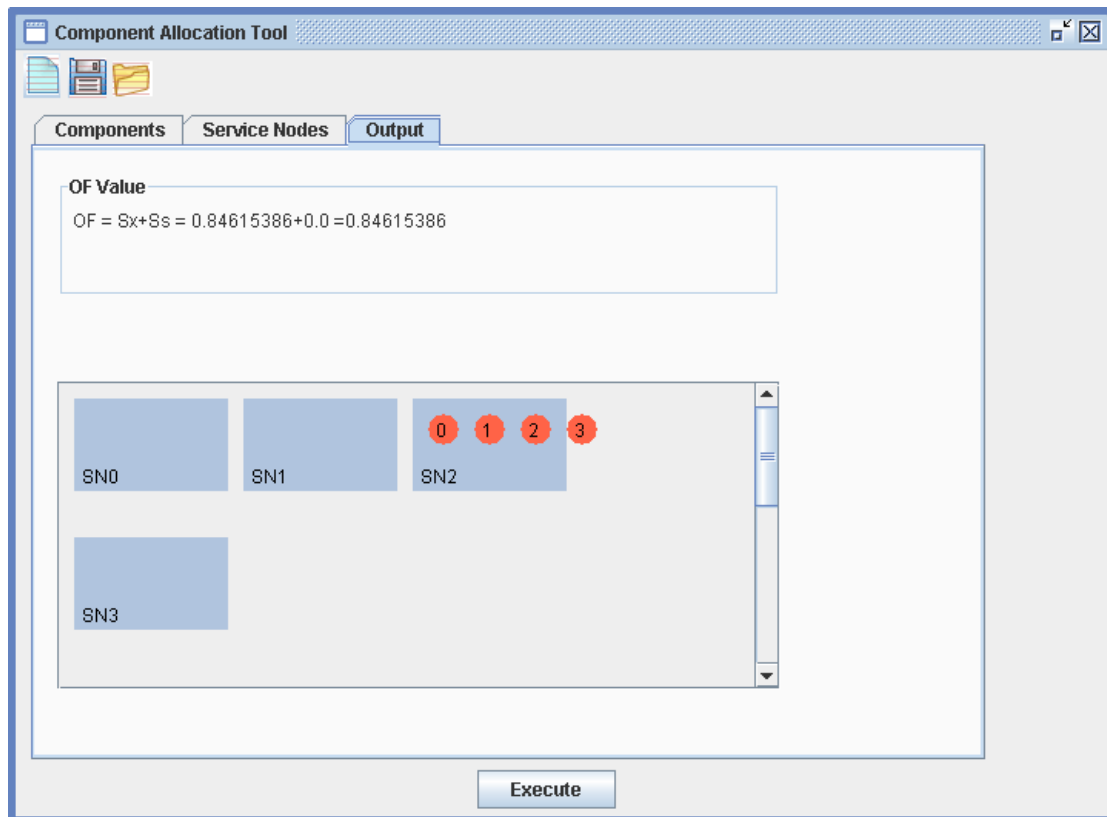 Component Allocation Tool
Components Service Nodes Output
OF Value
OF = Sx+Ss = 0.84615386+0.0 =0.84615386
0 1 2 3
SN0 SN1 SN2
SN3
Execute